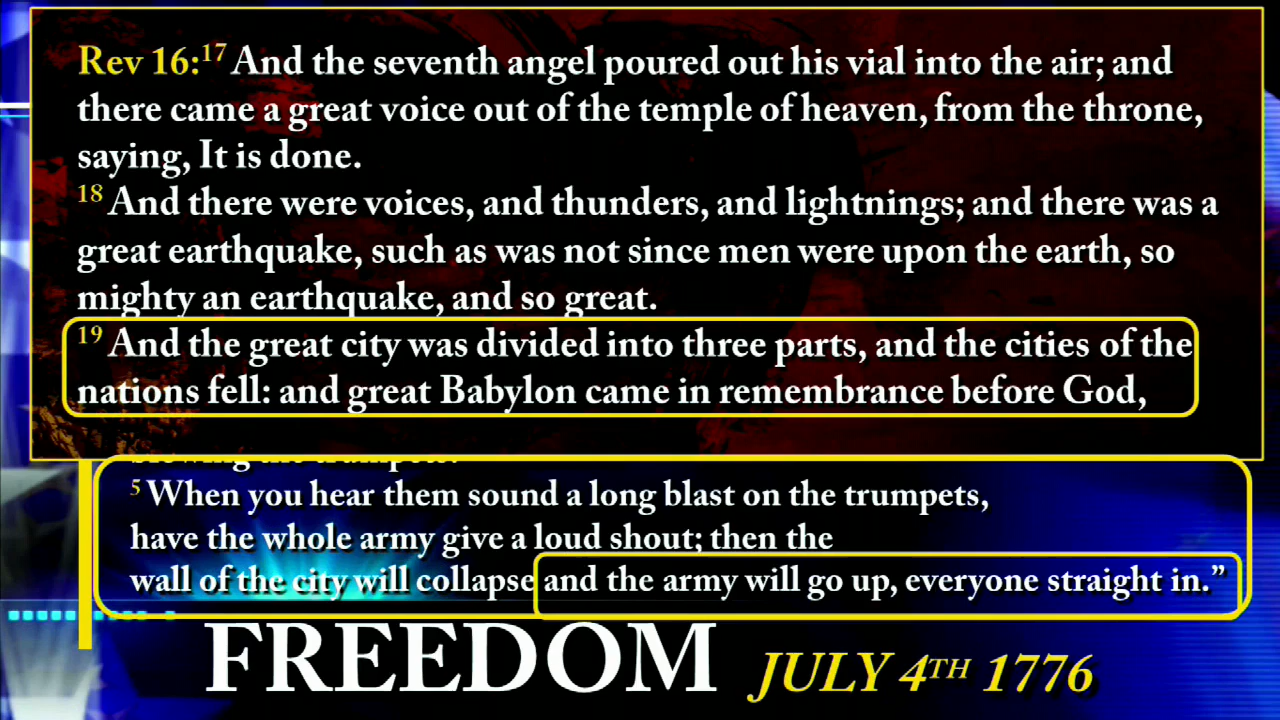 Rev 16:17 And the seventh angel poured out his vial into the air; and
there came a great voice out of the temple of heaven, from the throne,
saying, It is done.
18 And there were voices, and thunders, and lightnings; and there was a
great earthquake, such as was not since men were upon the earth, so
mighty an earthquake, and so great.
19 And the great city was divided into three parts, and the cities of the
nations fell: and great Babylon came in remembrance before God,
5 When you hear them sound a long blast on the trumpets,
have the whole army give a loud shout; then the
wall of the city will collapse and the army will go up, everyone straight in.”
FREEDOM JULY 4TH 1776